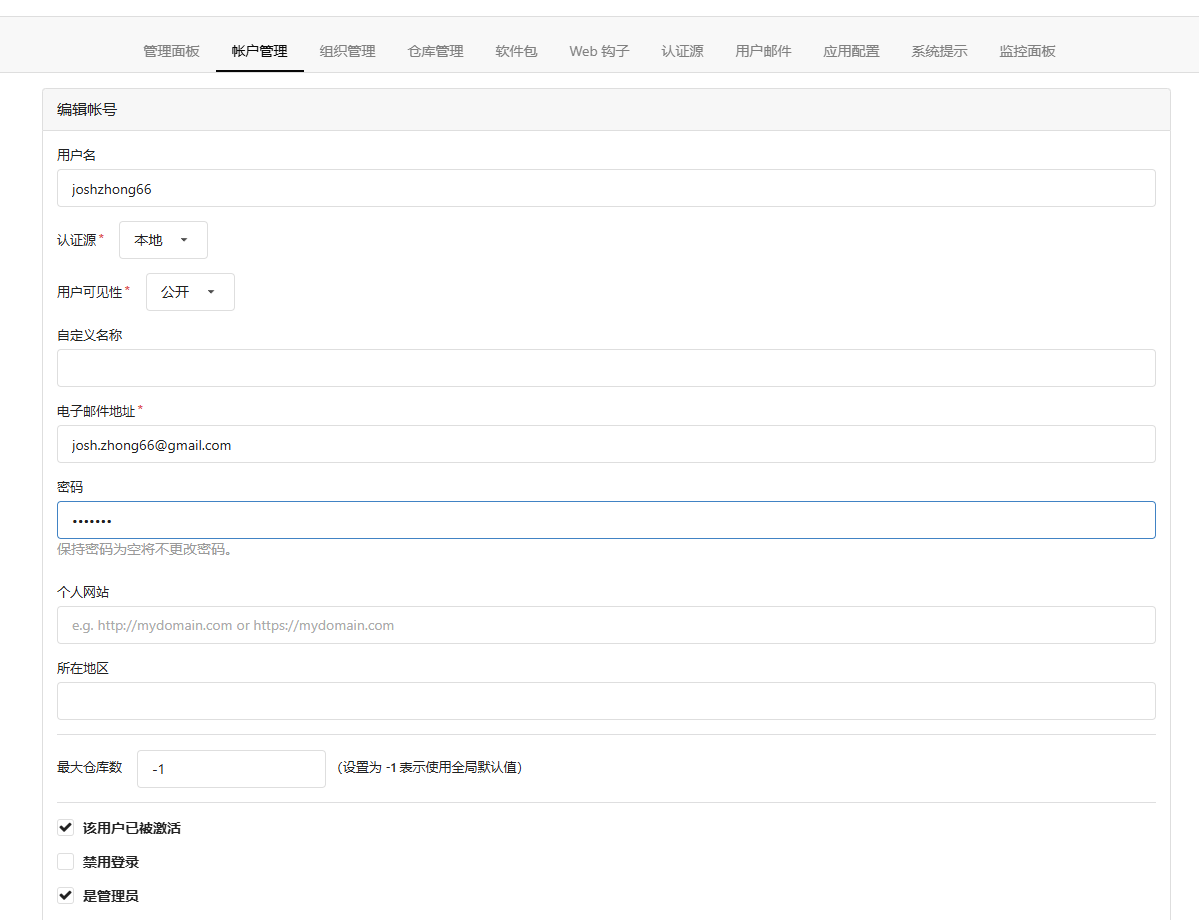 管理面板 帐户管理 组织管理 仓库管理 软件包 Web 钩子 认证源 用户邮件 应用配置 系统提示 监控面板
编辑帐号
用户名
joshzhong66
认证源* 本地
用户可见性* 公开
自定义名称
电子邮件地址*
josh.zhong66@gmail.com
密码
•••••••
保持密码为空将不更改密码。
个人网站
e.g. http://mydomain.com or https://mydomain.com
所在地区
最大仓库数 -1 (设置为 -1 表示使用全局默认值)
该用户已被激活
禁用登录
是管理员